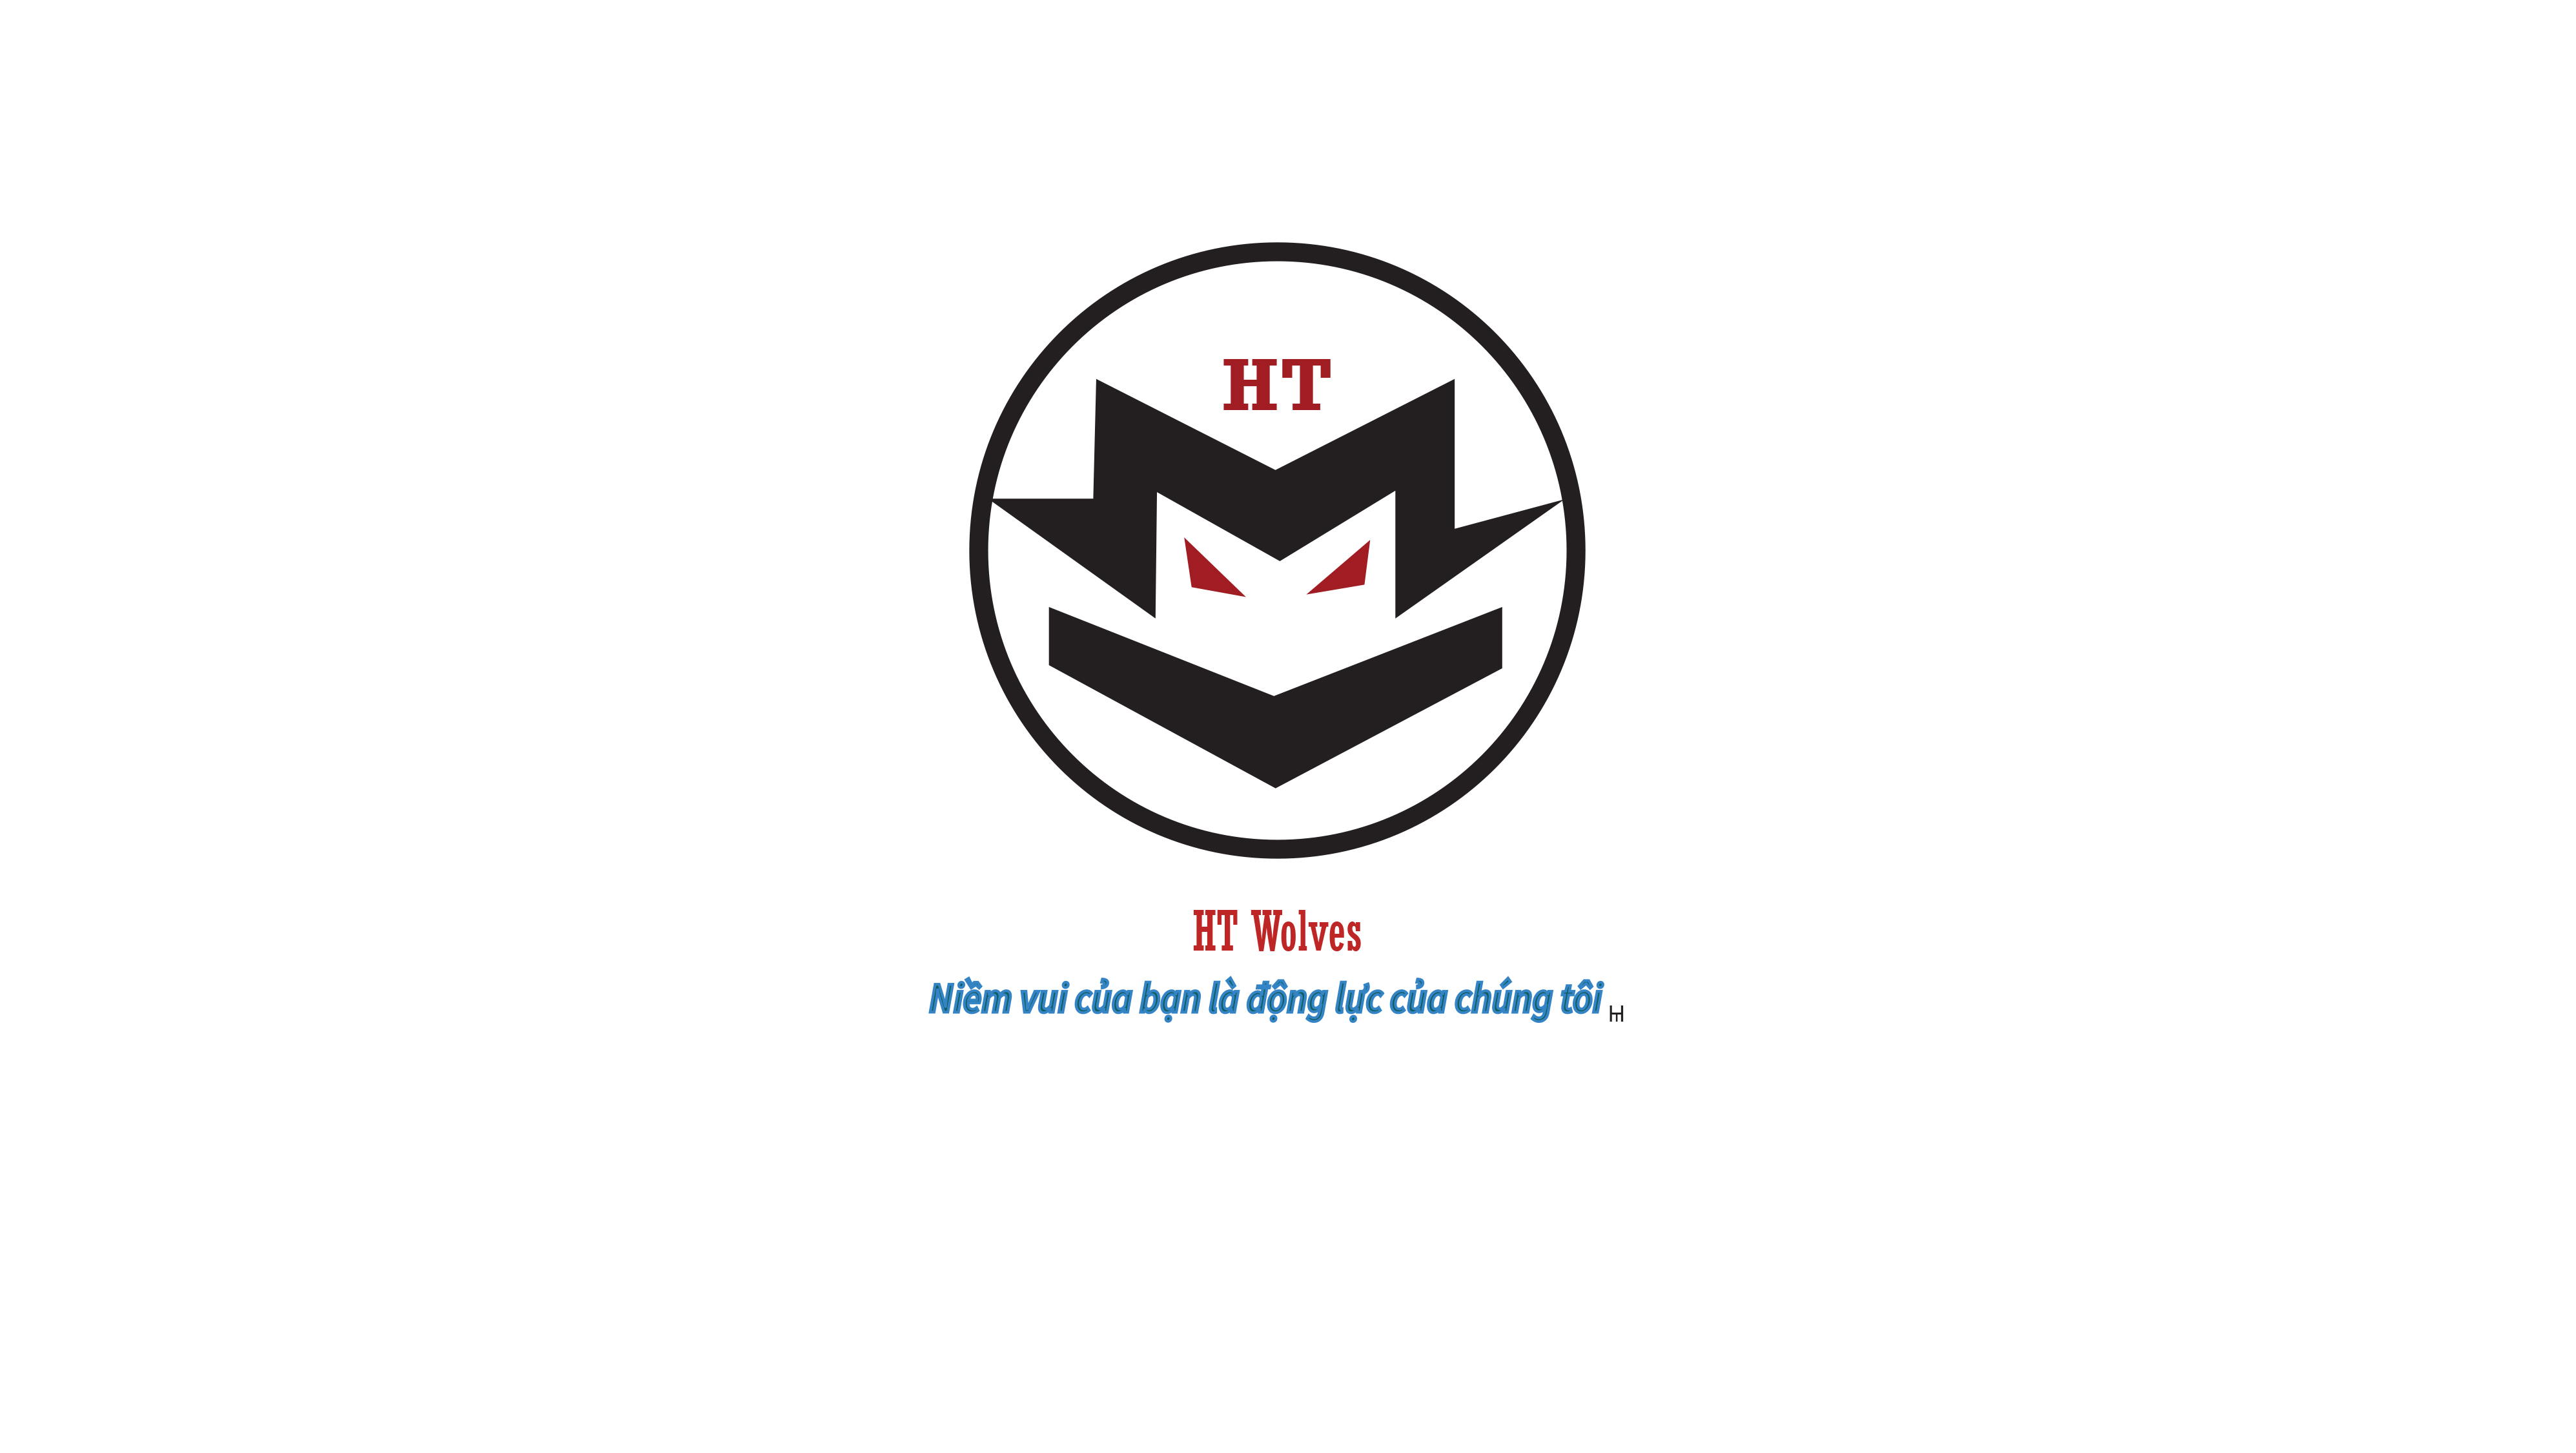 HT
HT Wolves
Niềm vui của bạn là động lực của chúng tôi